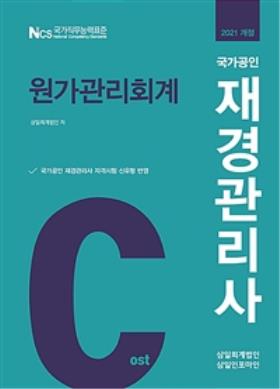 NCS 국가직무능력표준
National Competency Standards
2021 개정
국가공인
재경관리사
원가관리회계
삼일회계법인 저
✓ 국가공인 재경관리사 자격시험 신유형 반영
Cost
삼일회계법인
삼일인포마인